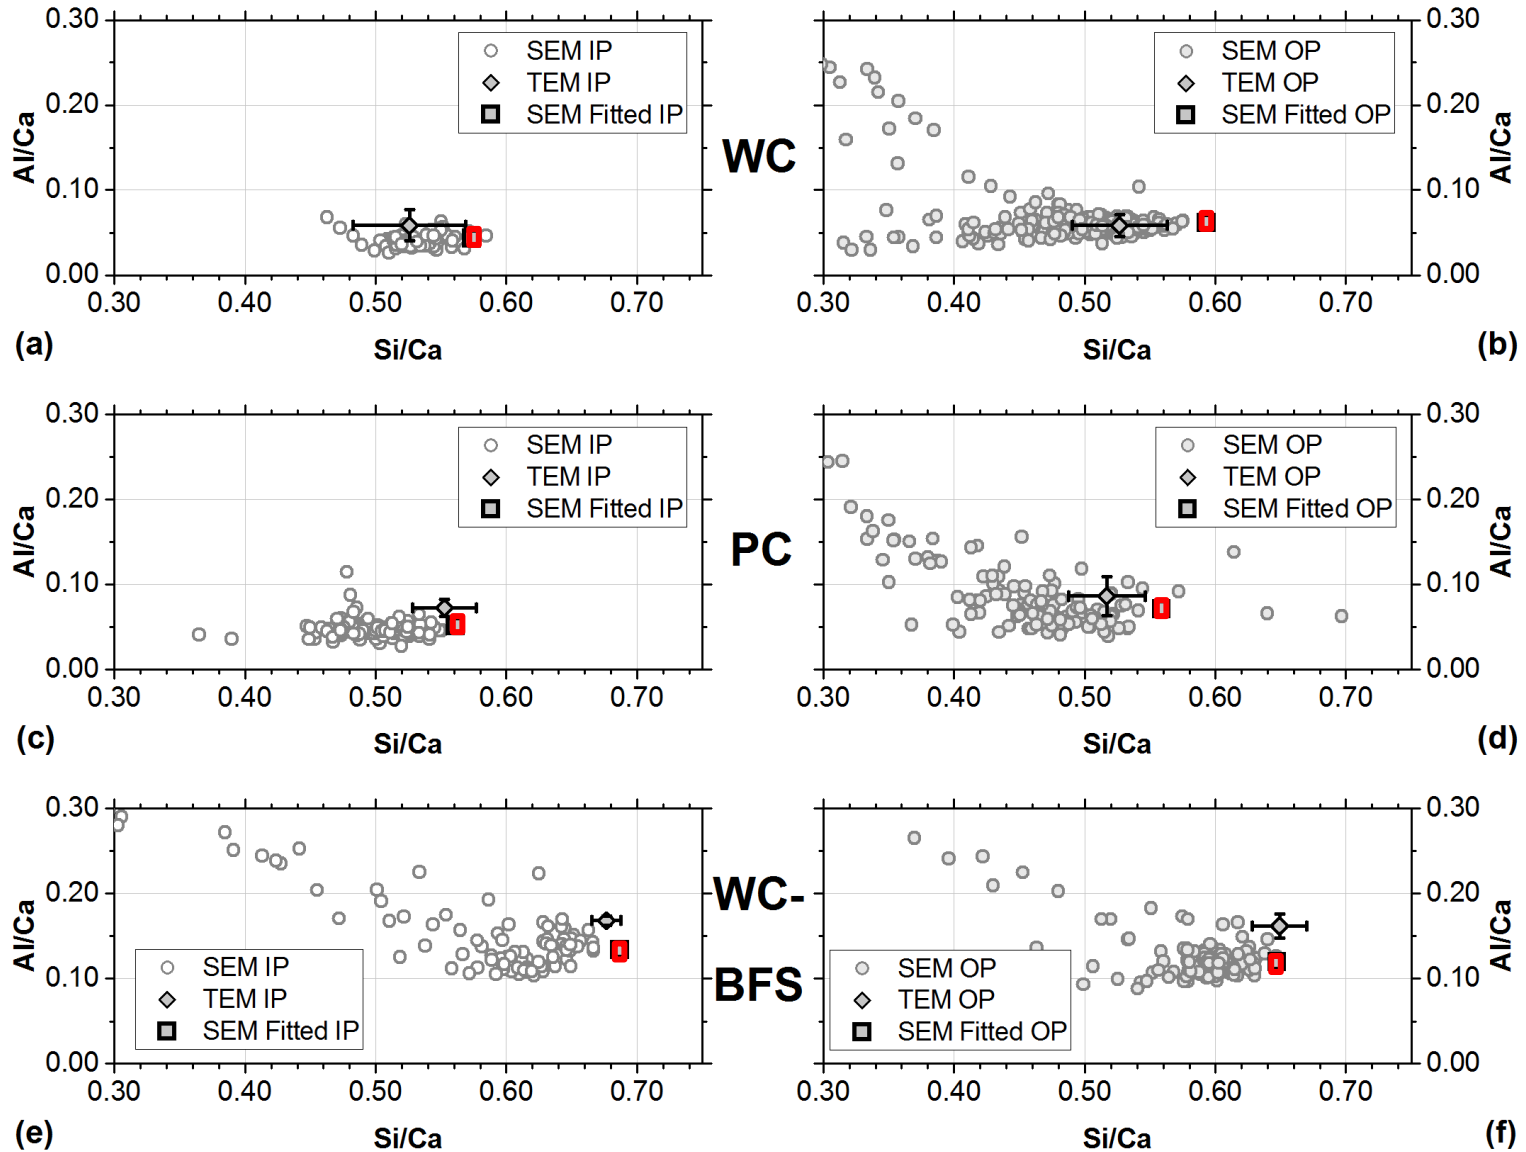 0.30 0.30
SEM IP SEM OP
TEM IP TEM OP
SEM Fitted IP SEM Fitted OP
0.20 0.20
Al/Ca WC Al/Ca
0.10 0.10
0.00 0.00
0.30 0.40 0.50 0.60 0.70 0.30 0.40 0.50 0.60 0.70
(a) Si/Ca Si/Ca (b)
0.30 0.30
SEM IP SEM OP
TEM IP TEM OP
SEM Fitted IP SEM Fitted OP
0.20 0.20
Al/Ca PC Al/Ca
0.10 0.10
0.00 0.00
0.30 0.40 0.50 0.60 0.70 0.30 0.40 0.50 0.60 0.70
(c) Si/Ca Si/Ca (d)
0.30 0.30
0.20 WC- 0.20
Al/Ca Al/Ca
0.10 BFS 0.10
SEM IP SEM OP
TEM IP TEM OP
SEM Fitted IP SEM Fitted OP
0.00 0.00
0.30 0.40 0.50 0.60 0.70 0.30 0.40 0.50 0.60 0.70
(e) Si/Ca Si/Ca (f)